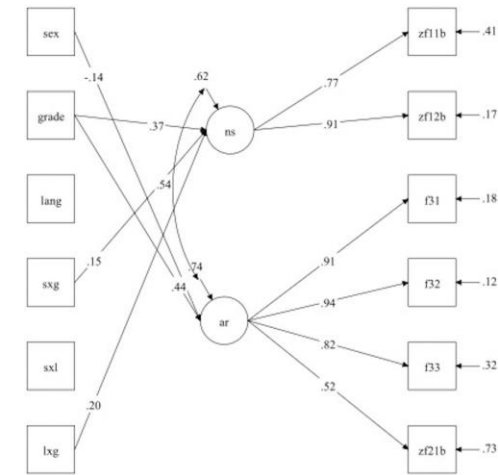 sex
grade
lang
sxg
sxl
lxg
-.14
.37
.15
.20
.62
.54
.74
.44
ns
ar
.77
.91
.91
.94
.82
.52
zf11b
zf12b
f31
f32
f33
zf21b
.41
.17
.18
.12
.32
.73